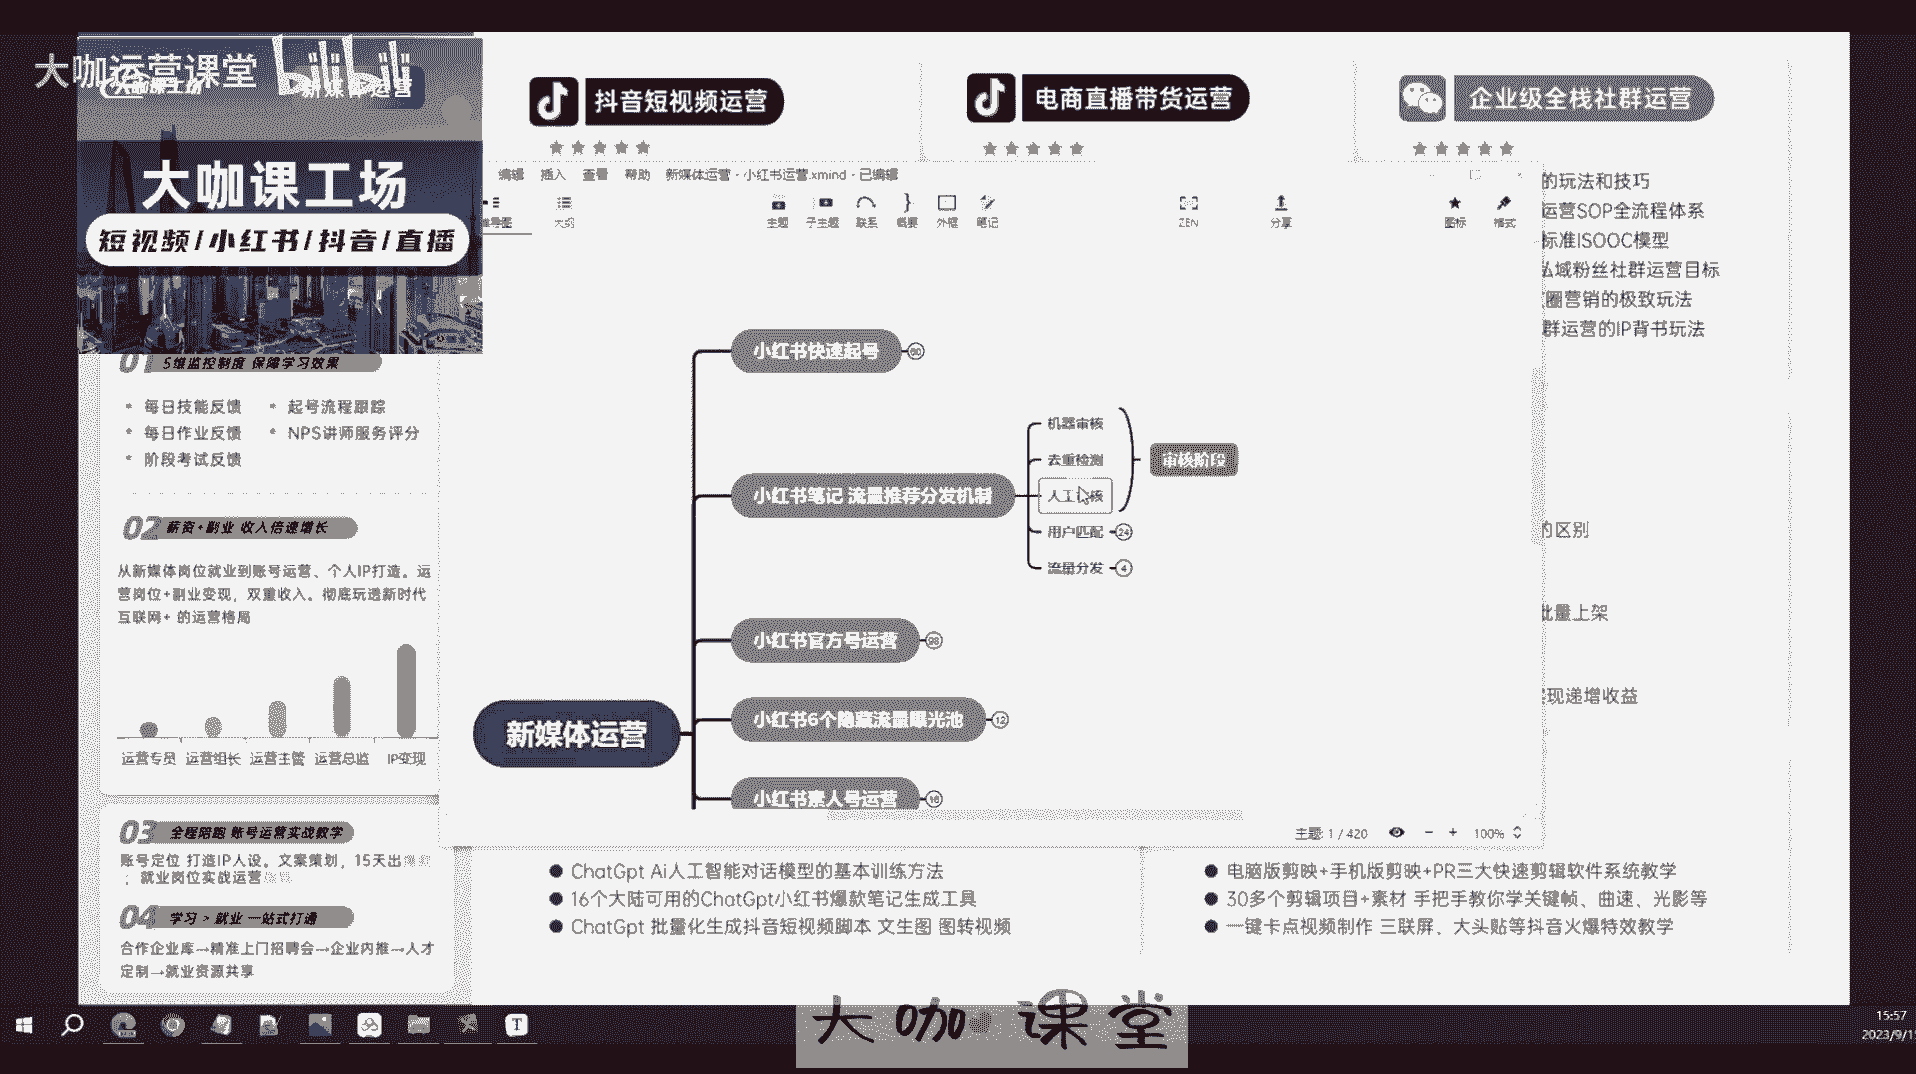 大咖运营课堂
bilibili
新媒体运营
大咖课工场
短视频/小红书/抖音/直播
抖音短视频运营
电商直播带货运营
企业级全栈社群运营
的玩法和技巧
运营SOP全流程体系
标准ISOOC模型
私域粉丝社群运营目标
圈营销的极致玩法
群运营的IP背书玩法
的区别
批量上架
现递增收益
编辑 插入 查看 帮助 新媒体运营 - 小红书运营.xmind - 已编辑
导图 大纲 主题 子主题 联系 概要 外框 笔记 ZEN 分享 图标 格式
小红书快速起号
机器审核
去重检测
人工审核
审核阶段
小红书笔记 流量推荐分发机制
用户匹配 24
流量分发 4
小红书官方号运营 98
小红书6个隐藏流量曝光池 12
新媒体运营
小红书素人号运营 16
主题: 1 / 420
100%
01 5维监控制度 保障学习效果
• 每日技能反馈 • 起号流程跟踪
• 每日作业反馈 • NPS讲师服务评分
• 阶段考试反馈
02 薪资+副业 收入倍速增长
从新媒体岗位就业到账号运营、个人IP打造。运
营岗位+副业变现，双重收入。彻底玩透新时代
互联网+ 的运营格局
运营专员 运营组长 运营主管 运营总监 IP变现
03 全程陪跑 账号运营实战教学
账号定位 打造IP人设。文案策划，15天出
；就业岗位实战运营
04 学习 > 就业 一站式打通
合作企业库→精准上门招聘会→企业内推→人才
定制→就业资源共享
● ChatGpt Ai人工智能对话模型的基本训练方法
● 16个大陆可用的ChatGpt小红书爆款笔记生成工具
● ChatGpt 批量化生成抖音短视频脚本 文生图 图转视频
● 电脑版剪映+手机版剪映+PR三大快速剪辑软件系统教学
● 30多个剪辑项目+素材 手把手教你学关键帧、曲速、光影等
● 一键卡点视频制作 三联屏、大头贴等抖音火爆特效教学
大咖 课堂
15:57
2023/9/1